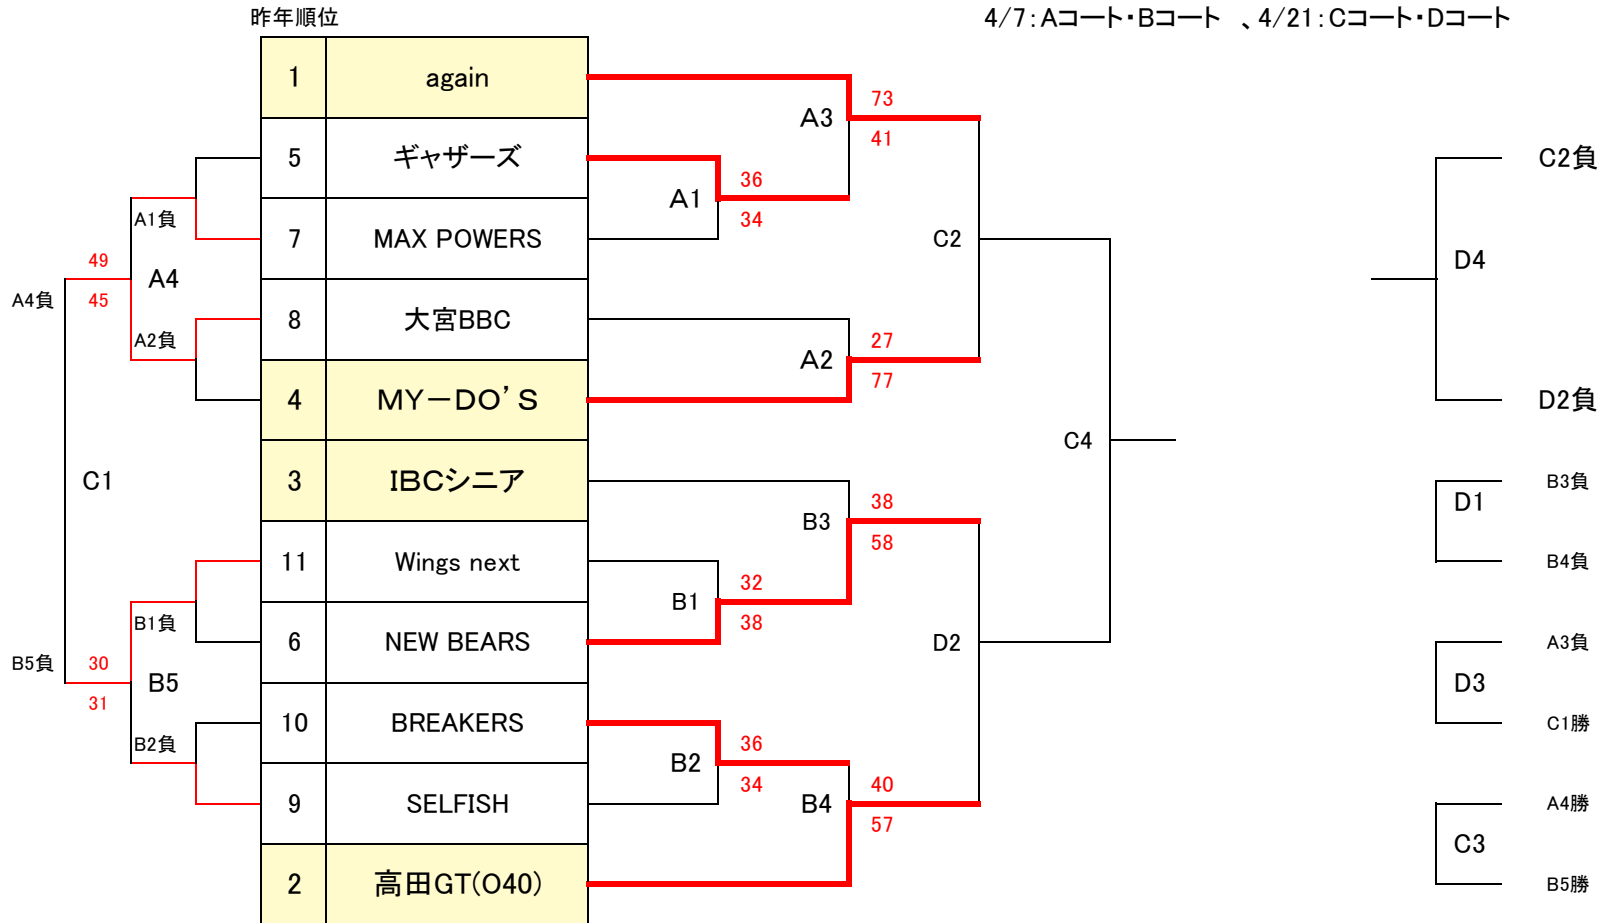 昨年順位
4/7：Aコート・Bコート 、4/21：Cコート・Dコート
1 again
73
A3
41
5 ギャザーズ
C2負
36
A1
34
A1負
7 MAX POWERS
C2
49
A4
D4
A4負
45
8 大宮BBC
A2負
27
A2
77
4 MY－DO'S
D2負
C4
C1
3 IBCシニア
B3負
38
B3
D1
58
11 Wings next
B4負
32
B1
38
B1負
6 NEW BEARS
D2
A3負
B5負
30
B5
D3
31
10 BREAKERS
C1勝
B2負
36
B2
34
40
B4
57
9 SELFISH
A4勝
C3
2 高田GT(O40)
B5勝